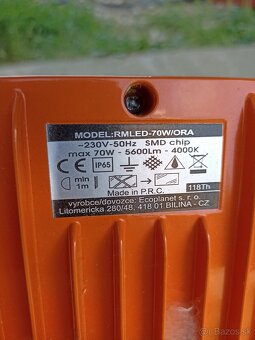 MODEL:RMLED-70W/ORA
~230V-50Hz SMD chip
max 70W - 5600Lm - 4000K
CE IP65
min
1m
Made in P.R.C.
118Th
vyrobce/dovozce: Ecoplanet s. r. o.
Litomericka 280/48, 418 01 BILINA - CZ
bazos.sk